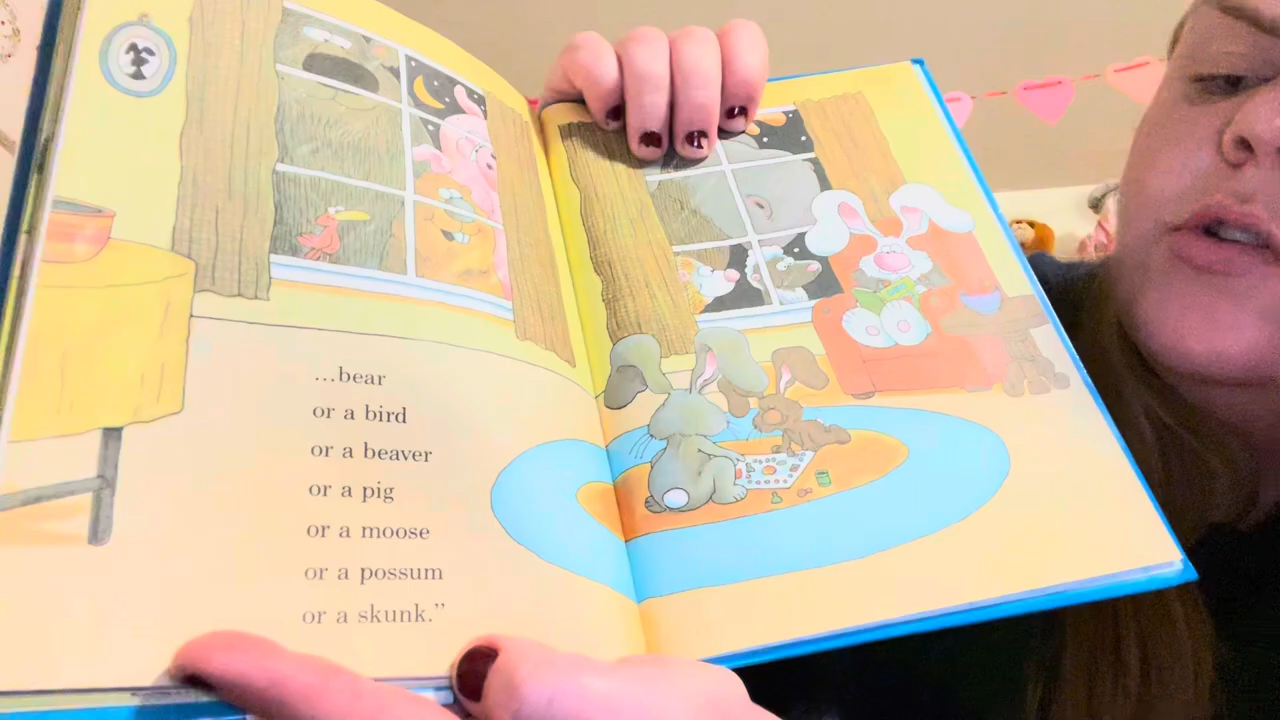 ...bear
or a bird
or a beaver
or a pig
or a moose
or a possum
or a skunk.”